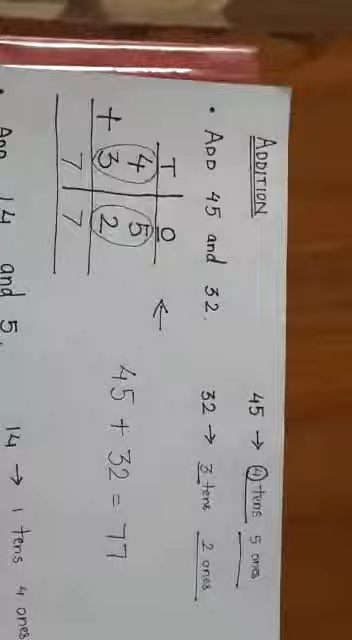 ADDITION
• ADD 45 and 32.
45 → 4 tens 5 ones
32 → 3 tens 2 ones
T O
4 5
+ 3 2
7 7
←
45 + 32 = 77
• ADD 14 and 5.
14 → 1 tens 4 ones